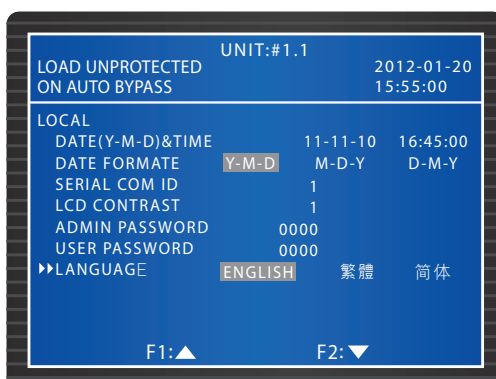 UNIT:#1.1
LOAD UNPROTECTED 2012-01-20
ON AUTO BYPASS 15:55:00
LOCAL
DATE(Y-M-D)&TIME 11-11-10 16:45:00
DATE FORMATE Y-M-D M-D-Y D-M-Y
SERIAL COM ID 1
LCD CONTRAST 1
ADMIN PASSWORD 0000
USER PASSWORD 0000
▸▸LANGUAGE ENGLISH 繁體 简体
F1:▲ F2:▼